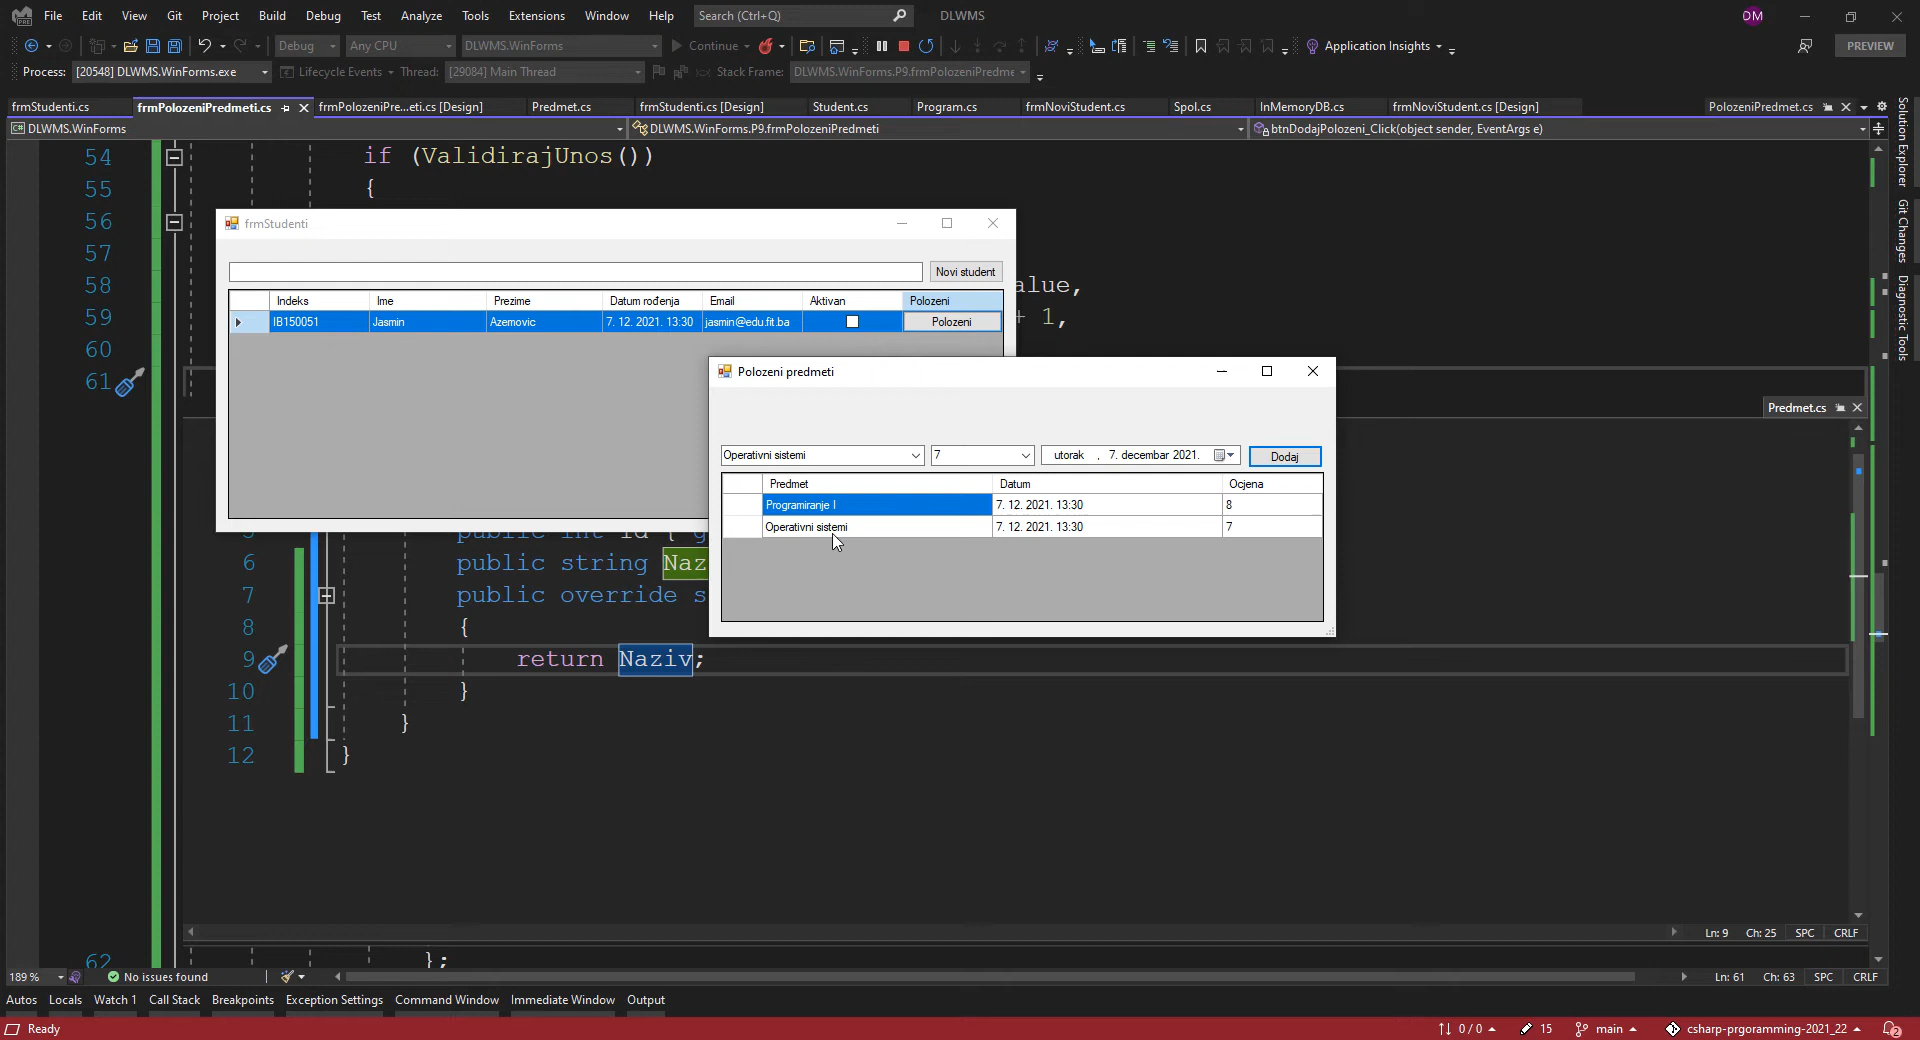 File Edit View Git Project Build Debug Test Analyze Tools Extensions Window Help Search (Ctrl+Q) DLWMS DM
Debug Any CPU DLWMS.WinForms Continue Application Insights PREVIEW
Process: [20548] DLWMS.WinForms.exe Lifecycle Events Thread: [29084] Main Thread Stack Frame: DLWMS.WinForms.P9.frmPolozeniPredme
frmStudenti.cs frmPolozeniPredmeti.cs frmPolozeniPre...eti.cs [Design] Predmet.cs frmStudenti.cs [Design] Student.cs Program.cs frmNoviStudent.cs Spol.cs InMemoryDB.cs frmNoviStudent.cs [Design] PolozeniPredmet.cs
DLWMS.WinForms DLWMS.WinForms.P9.frmPolozeniPredmeti btnDodajPolozeni_Click(object sender, EventArgs e)
Solution Explorer
Git Changes
Diagnostic Tools
54 if (ValidirajUnos())
55 {
56
57
58 alue,
59 + 1,
60
61
frmStudenti
Novi student
Indeks Ime Prezime Datum rođenja Email Aktivan Polozeni
IB150051 Jasmin Azemovic 7. 12. 2021. 13:30 jasmin@edu.fit.ba Polozeni
Polozeni predmeti
Operativni sistemi 7 utorak , 7. decembar 2021. Dodaj
Predmet Datum Ocjena
Programiranje I 7. 12. 2021. 13:30 8
Operativni sistemi 7. 12. 2021. 13:30 7
Predmet.cs
public int id { g
6 public string Naz
7 public override s
8 {
9 return Naziv;
10 }
11 }
12 }
Ln: 9 Ch: 25 SPC CRLF
62 };
189 % No issues found Ln: 61 Ch: 63 SPC CRLF
Autos Locals Watch 1 Call Stack Breakpoints Exception Settings Command Window Immediate Window Output
Ready 0 / 0 15 main csharp-prgoramming-2021_22 2